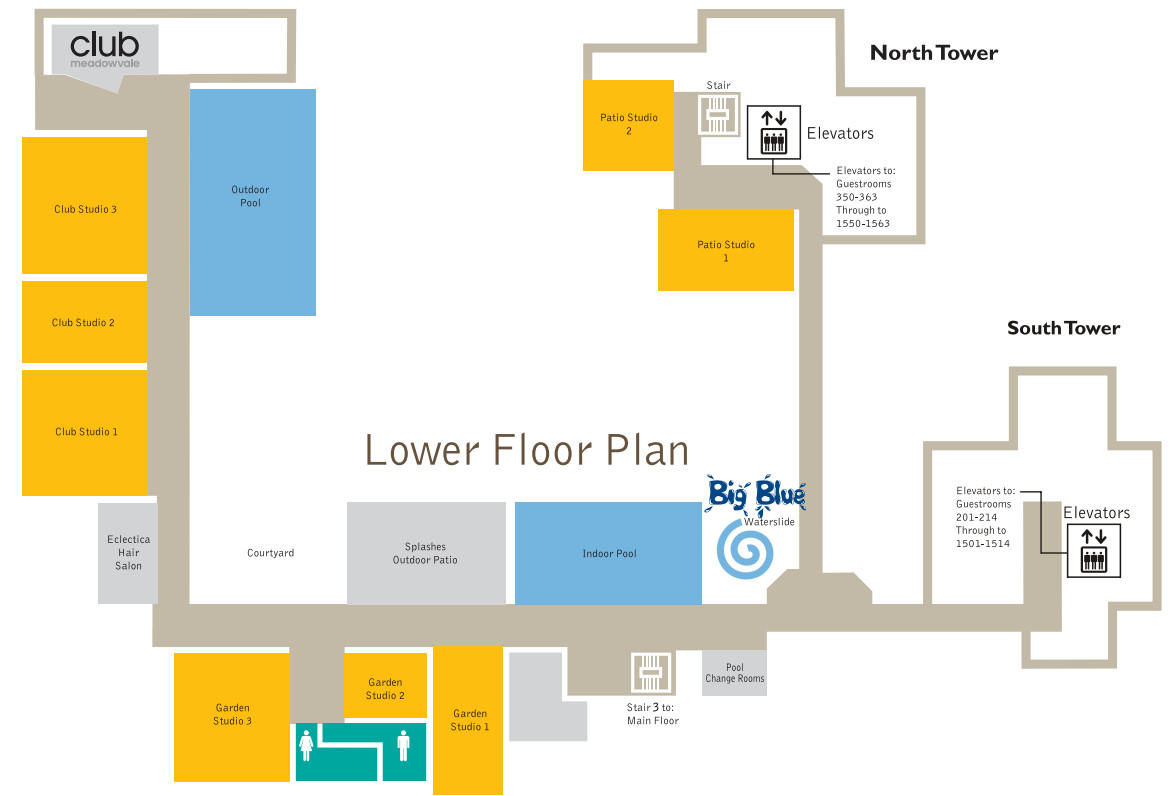 club
meadowvale
North Tower
Stair
Elevators
Patio Studio
2
Elevators to:
Guestrooms
350-363
Through to
1550-1563
Outdoor
Pool
Club Studio 3
Patio Studio
1
Club Studio 2
South Tower
Club Studio 1
Lower Floor Plan
Big Blue
Waterslide
Elevators to:
Guestrooms
201-214
Through to
1501-1514
Elevators
Eclectica
Hair
Salon
Courtyard
Splashes
Outdoor Patio
Indoor Pool
Pool
Change Rooms
Garden
Studio 2
Garden
Studio 3
Garden
Studio 1
Stair 3 to:
Main Floor